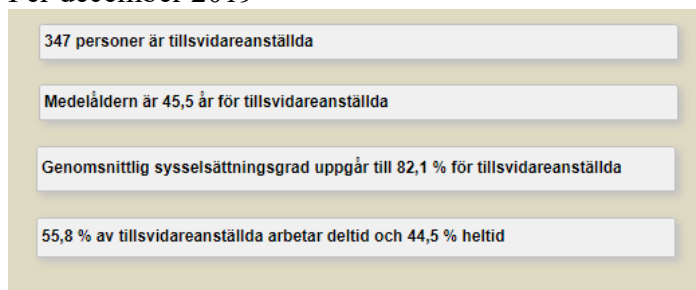 Per december 2019
347 personer är tillsvidareanställda
Medelåldern är 45,5 år för tillsvidareanställda
Genomsnittlig sysselsättningsgrad uppgår till 82,1 % för tillsvidareanställda
55,8 % av tillsvidareanställda arbetar deltid och 44,5 % heltid